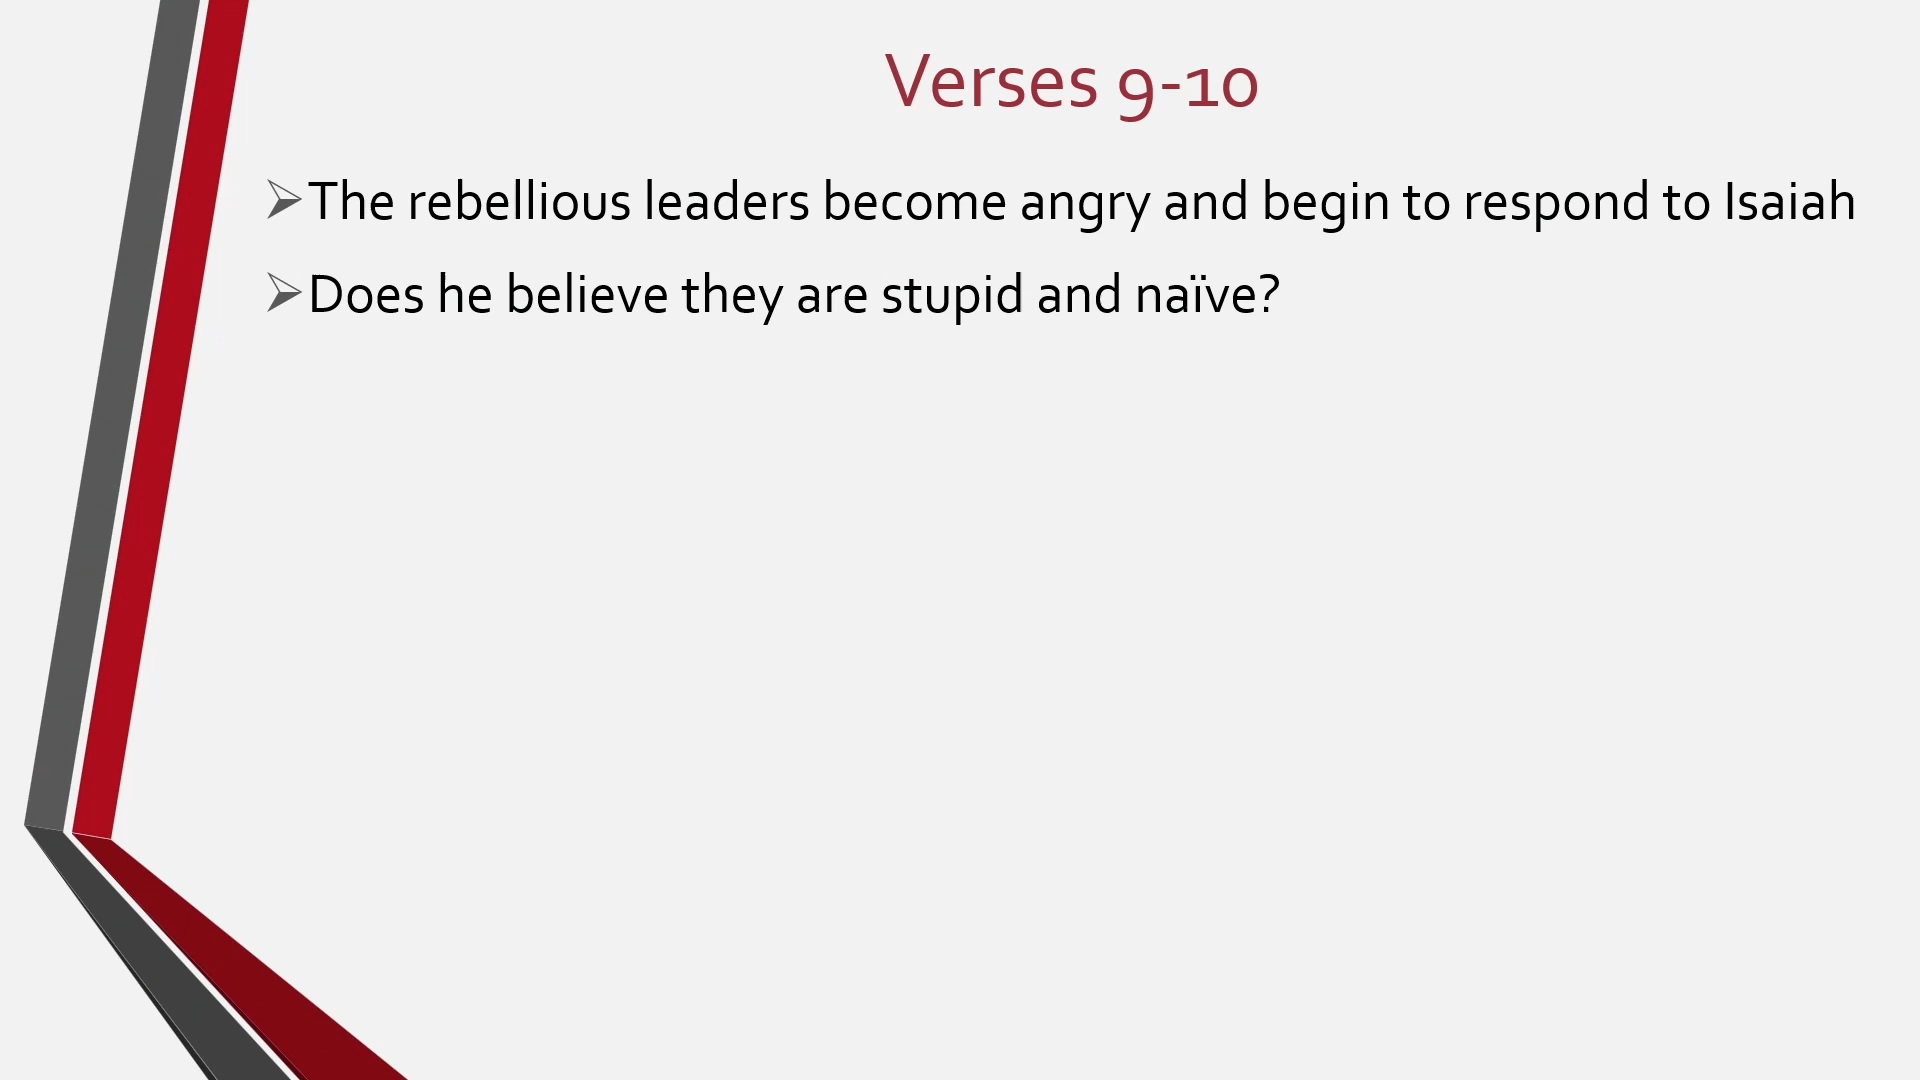 Verses 9-10
➢The rebellious leaders become angry and begin to respond to Isaiah
➢Does he believe they are stupid and naïve?